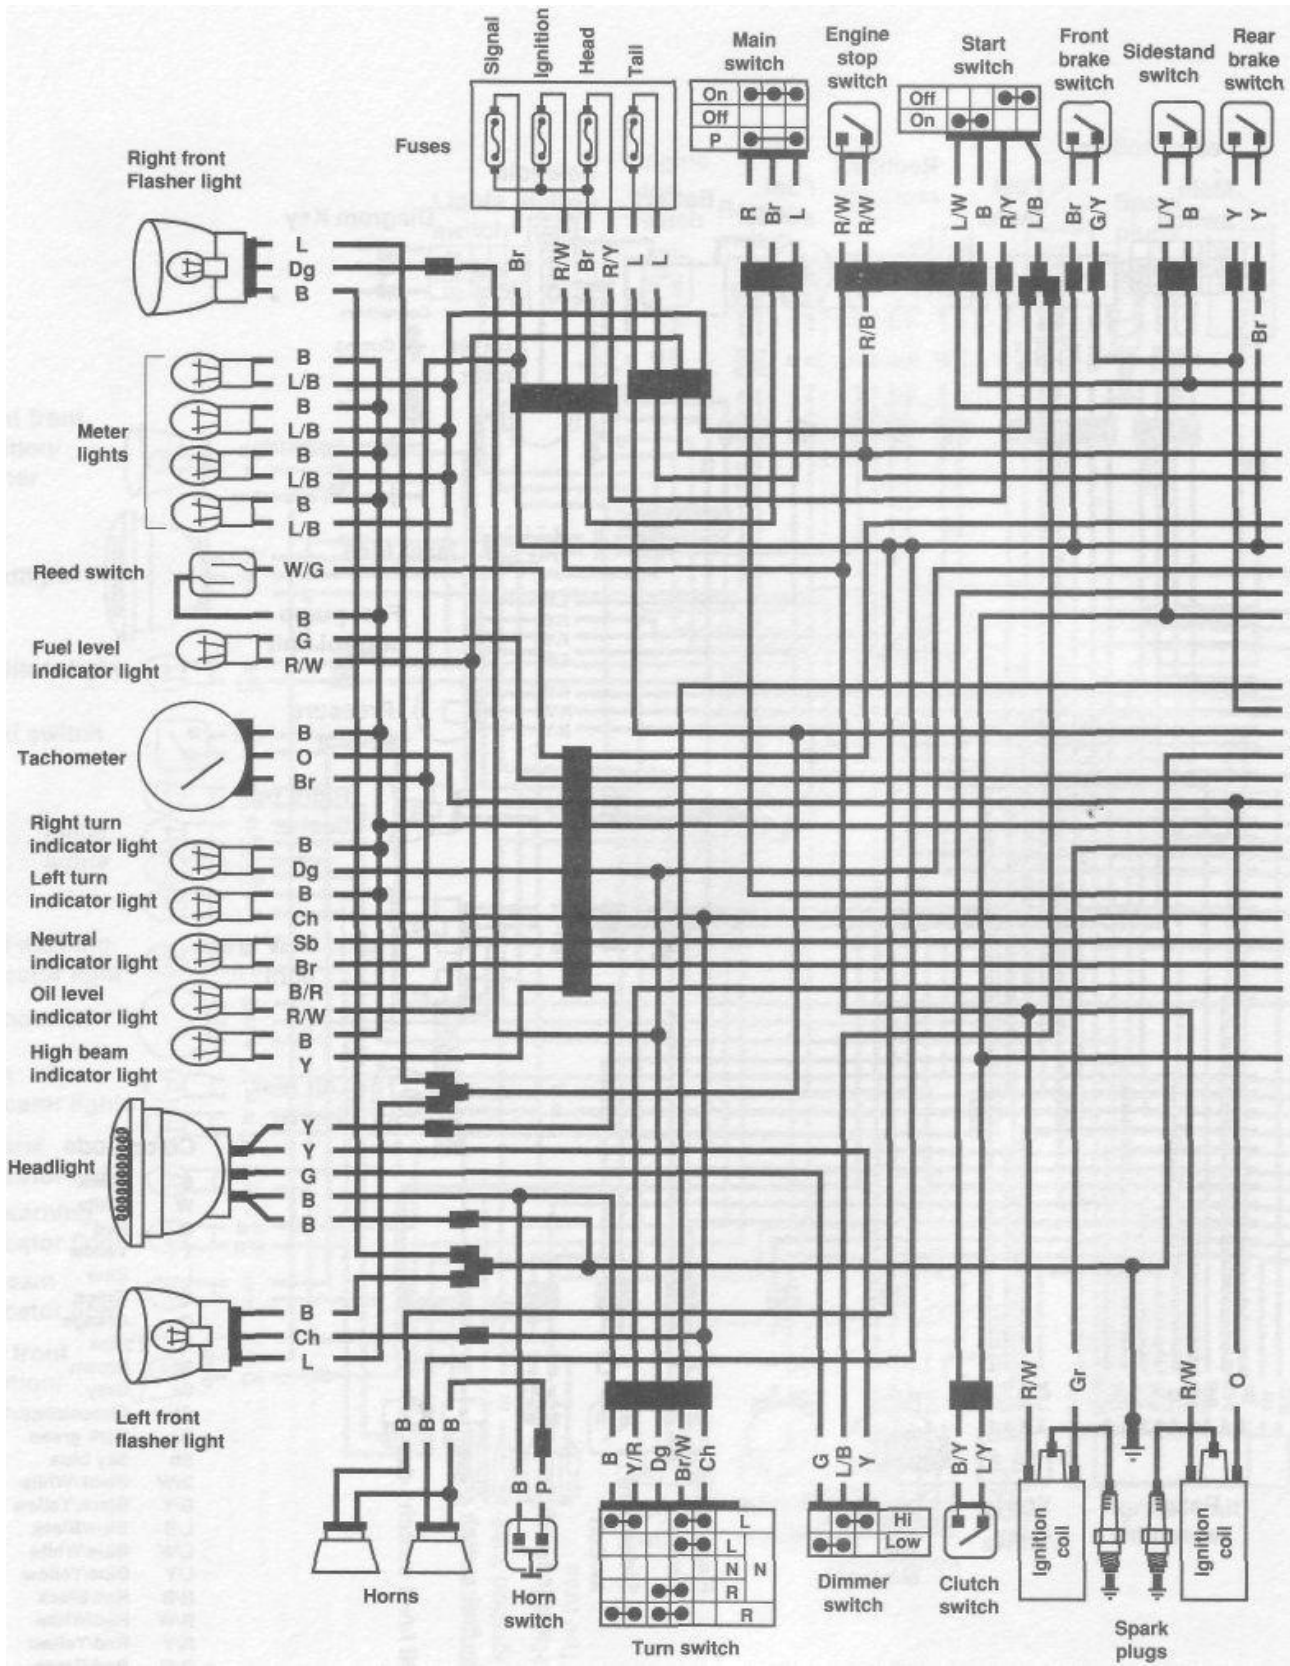 Signal
Ignition
Head
Tail
Main
switch
Engine
stop
switch
Start
switch
Front
brake
switch
Sidestand
switch
Rear
brake
switch
On
Off
P
Off
On
Fuses
Right front
Flasher light
R
Br
L
R/W
R/W
L/W
B
R/Y
L/B
Br
G/Y
L/Y
B
Y
Y
L
Dg
B
Br
R/W
Br
R/Y
L
L
R/B
Br
Meter
lights
B
L/B
B
L/B
B
L/B
B
L/B
Reed switch
W/G
B
Fuel level
indicator light
G
R/W
Tachometer
B
O
Br
Right turn
indicator light
B
Dg
Left turn
indicator light
B
Ch
Neutral
indicator light
Sb
Br
Oil level
indicator light
B/R
R/W
High beam
indicator light
B
Y
Headlight
Y
Y
G
B
B
B
Ch
L
Left front
flasher light
B
B
B
B
P
B
Y/R
Dg
Br/W
Ch
G
L/B
Y
B/Y
L/Y
R/W
Gr
R/W
O
L
L
N
N
R
R
Hi
Low
Ignition
coil
Ignition
coil
Horns
Horn
switch
Turn switch
Dimmer
switch
Clutch
switch
Spark
plugs